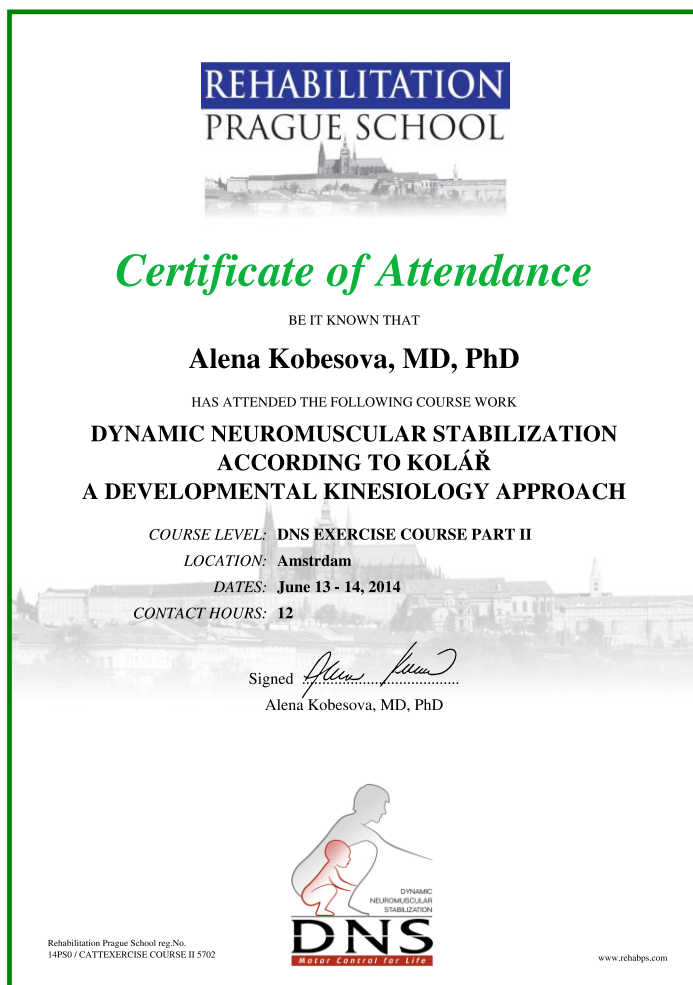 REHABILITATION
PRAGUE SCHOOL
Certificate of Attendance
BE IT KNOWN THAT
Alena Kobesova, MD, PhD
HAS ATTENDED THE FOLLOWING COURSE WORK
DYNAMIC NEUROMUSCULAR STABILIZATION
ACCORDING TO KOLÁŘ
A DEVELOPMENTAL KINESIOLOGY APPROACH
COURSE LEVEL: DNS EXERCISE COURSE PART II
LOCATION: Amstrdam
DATES: June 13 - 14, 2014
CONTACT HOURS: 12
Signed
Alena Kobesova, MD, PhD
DYNAMIC
NEUROMUSCULAR
STABILIZATION
DNS
Motor Control for Life
Rehabilitation Prague School reg.No.
14PS0 / CATTEXERCISE COURSE II 5702
www.rehabps.com